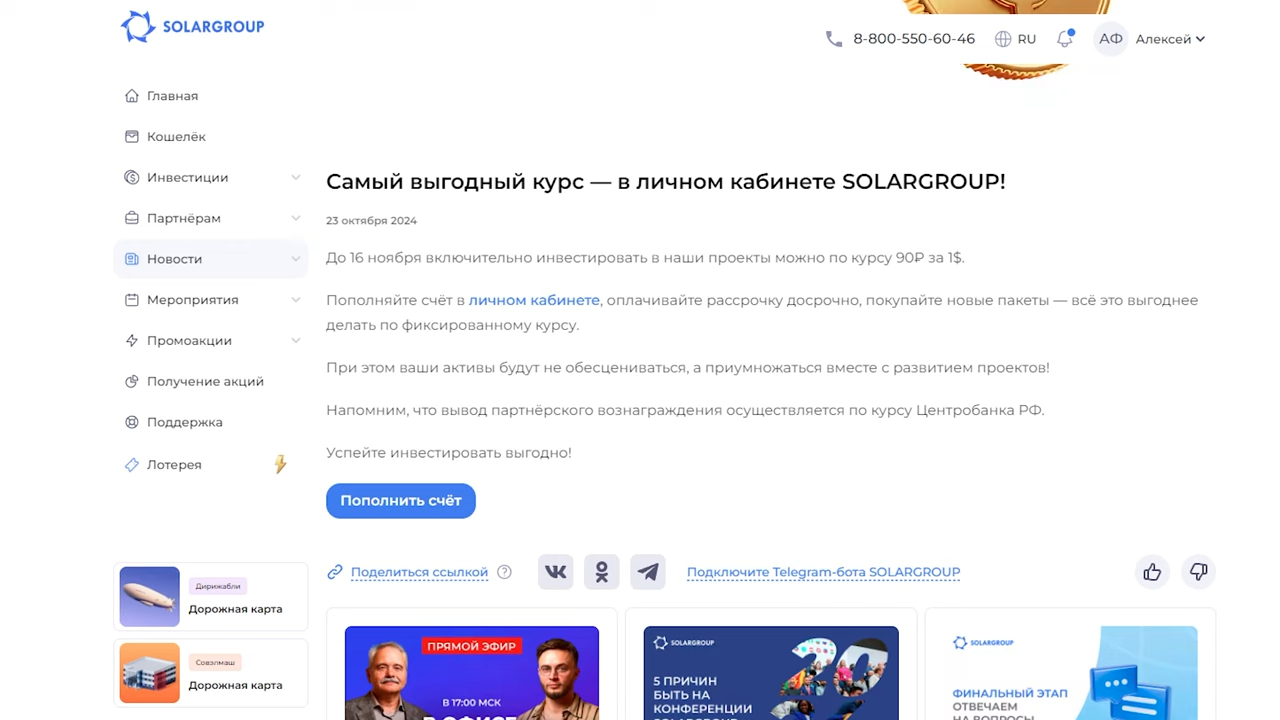 SOLARGROUP
8-800-550-60-46
RU
АФ
Алексей
Главная
Кошелёк
Инвестиции
Партнёрам
Новости
Мероприятия
Промоакции
Получение акций
Поддержка
Лотерея
Дирижабли
Дорожная карта
Совэлмаш
Дорожная карта
Самый выгодный курс — в личном кабинете SOLARGROUP!
23 октября 2024
До 16 ноября включительно инвестировать в наши проекты можно по курсу 90₽ за 1$.
Пополняйте счёт в личном кабинете, оплачивайте рассрочку досрочно, покупайте новые пакеты — всё это выгоднее
делать по фиксированному курсу.
При этом ваши активы будут не обесцениваться, а приумножаться вместе с развитием проектов!
Напомним, что вывод партнёрского вознаграждения осуществляется по курсу Центробанка РФ.
Успейте инвестировать выгодно!
Пополнить счёт
Поделиться ссылкой
?
Подключите Telegram-бота SOLARGROUP
ПРЯМОЙ ЭФИР
В 17:00 МСК
В ОФИСЕ
SOLARGROUP
20
5 ПРИЧИН
БЫТЬ НА
КОНФЕРЕНЦИИ
SOLARGROUP
SOLARGROUP
ФИНАЛЬНЫЙ ЭТАП
ОТВЕЧАЕМ
НА ВОПРОСЫ